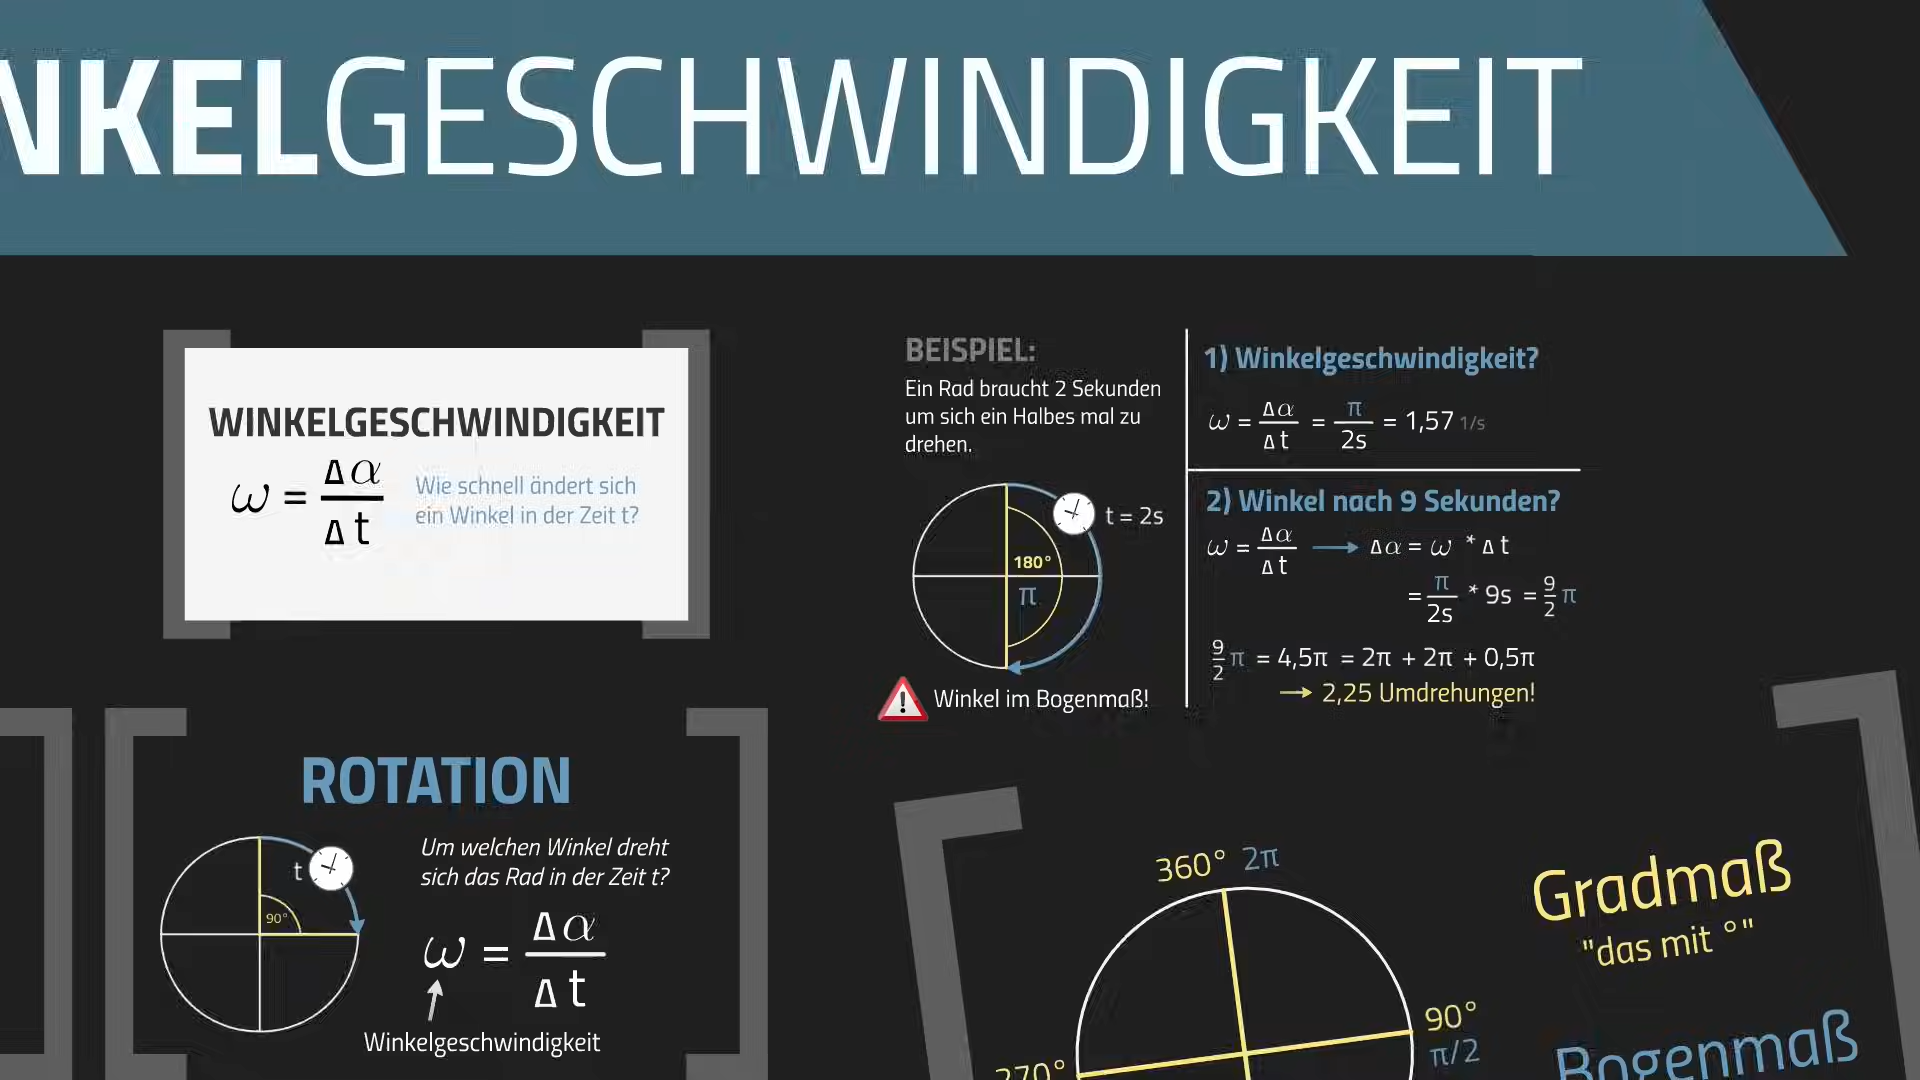 NKELGESCHWINDIGKEIT
WINKELGESCHWINDIGKEIT
ω = Δα / Δt
Wie schnell ändert sich
ein Winkel in der Zeit t?
BEISPIEL:
Ein Rad braucht 2 Sekunden
um sich ein Halbes mal zu
drehen.
t = 2s
180°
π
Winkel im Bogenmaß!
1) Winkelgeschwindigkeit?
ω = Δα / Δt = π / 2s = 1,57 1/s
2) Winkel nach 9 Sekunden?
ω = Δα / Δt → Δα = ω * Δt
= π / 2s * 9s = 9/2 π
9/2 π = 4,5π = 2π + 2π + 0,5π
→ 2,25 Umdrehungen!
ROTATION
t
90°
Um welchen Winkel dreht
sich das Rad in der Zeit t?
ω = Δα / Δt
Winkelgeschwindigkeit
360° 2π
90°
π/2
270°
Gradmaß
"das mit °"
Bogenmaß